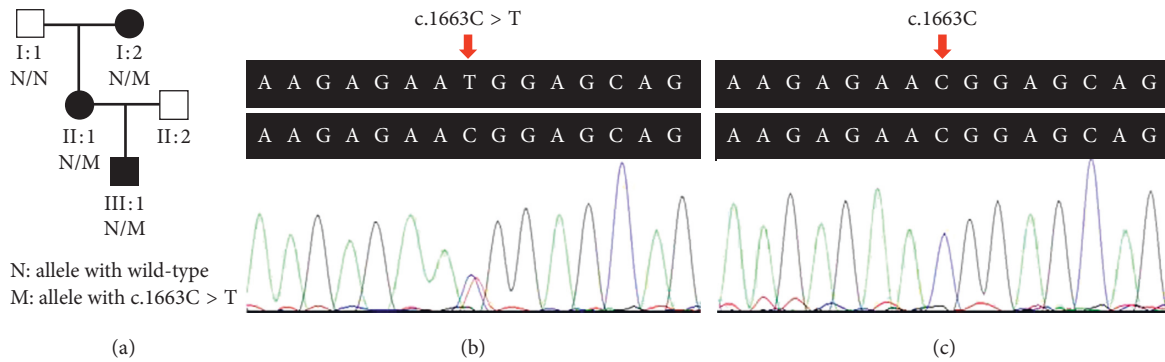 I:1
N/N
I:2
N/M
II:1
N/M
II:2
III:1
N/M
N: allele with wild-type
M: allele with c.1663C > T
(a)
c.1663C > T
A A G A G A A T G G A G C A G
A A G A G A A C G G A G C A G
(b)
c.1663C
A A G A G A A C G G A G C A G
A A G A G A A C G G A G C A G
(c)